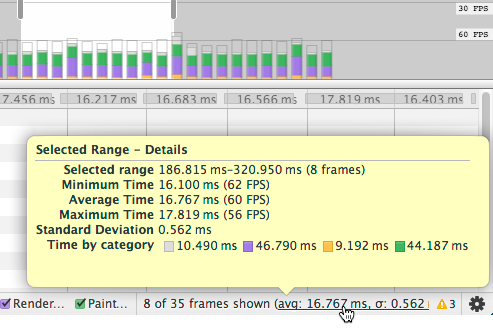 30 FPS
60 FPS
17.456 ms
16.217 ms
16.683 ms
16.566 ms
17.819 ms
16.403 ms
Selected Range – Details
Selected range 186.815 ms–320.950 ms (8 frames)
Minimum Time 16.100 ms (62 FPS)
Average Time 16.767 ms (60 FPS)
Maximum Time 17.819 ms (56 FPS)
Standard Deviation 0.562 ms
Time by category 10.490 ms 46.790 ms 9.192 ms 44.187 ms
Render... Paint... 8 of 35 frames shown (avg: 16.767 ms, σ: 0.562 3